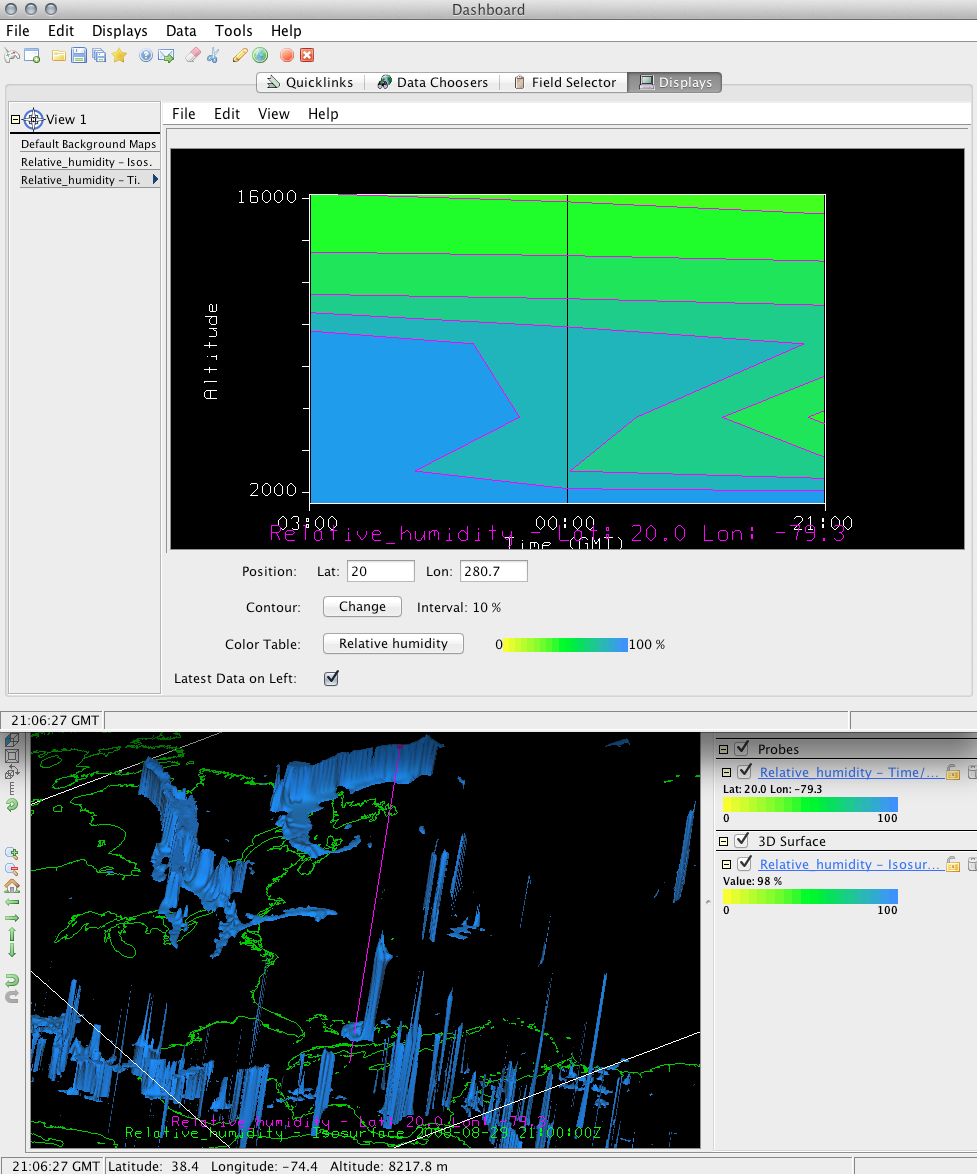 Dashboard
File Edit Displays Data Tools Help
Quicklinks Data Choosers Field Selector Displays
View 1
File Edit View Help
Default Background Maps
Relative_humidity – Isos.
Relative_humidity – Ti.
16000
Altitude
2000
03:00 00:00 21:00
Relative_humidity - Lat: 20.0 Lon: -79.3
Time (GMT)
Position: Lat: 20 Lon: 280.7
Contour: Change Interval: 10 %
Color Table: Relative humidity 0 100 %
Latest Data on Left:
21:06:27 GMT
Probes
Relative_humidity – Time/...
Lat: 20.0 Lon: -79.3
0 100
3D Surface
Relative_humidity – Isosur...
Value: 98 %
0 100
Relative_humidity - Lat: 20.0 Lon: -79.3
Relative_humidity - Isosurface 21:00:00Z
21:06:27 GMT Latitude: 38.4 Longitude: -74.4 Altitude: 8217.8 m